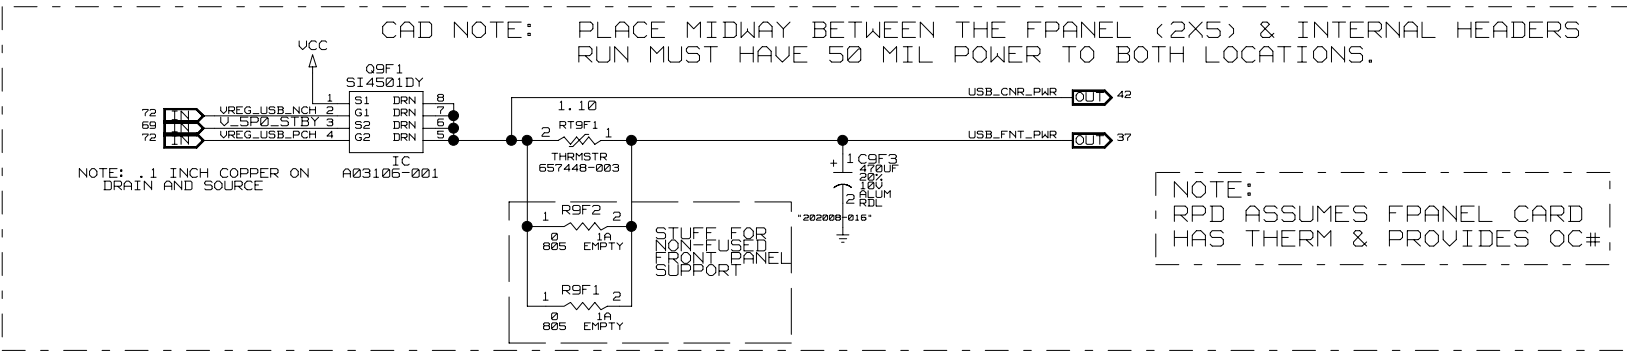 CAD NOTE: PLACE MIDWAY BETWEEN THE FPANEL (2X5) & INTERNAL HEADERS
RUN MUST HAVE 50 MIL POWER TO BOTH LOCATIONS.
VCC
Q9F1
SI4501DY
1 S1 DRN 8
72 IN VREG_USB_NCH 2 G1 DRN 7
69 IN V_5P0_STBY 3 S2 DRN 6
72 IN VREG_USB_PCH 4 G2 DRN 5
IC
A03106-001
NOTE: .1 INCH COPPER ON
DRAIN AND SOURCE
USB_CNR_PWR OUT 42
1.10
RT9F1
2 1
THRMSTR
657448-003
USB_FNT_PWR OUT 37
+ 1 C9F3
470UF
20%
10V
ALUM
2 RDL
"202008-016"
R9F2
1 2
0 1A
805 EMPTY
STUFF FOR
NON-FUSED
FRONT PANEL
SUPPORT
R9F1
1 2
0 1A
805 EMPTY
NOTE:
RPD ASSUMES FPANEL CARD
HAS THERM & PROVIDES OC#